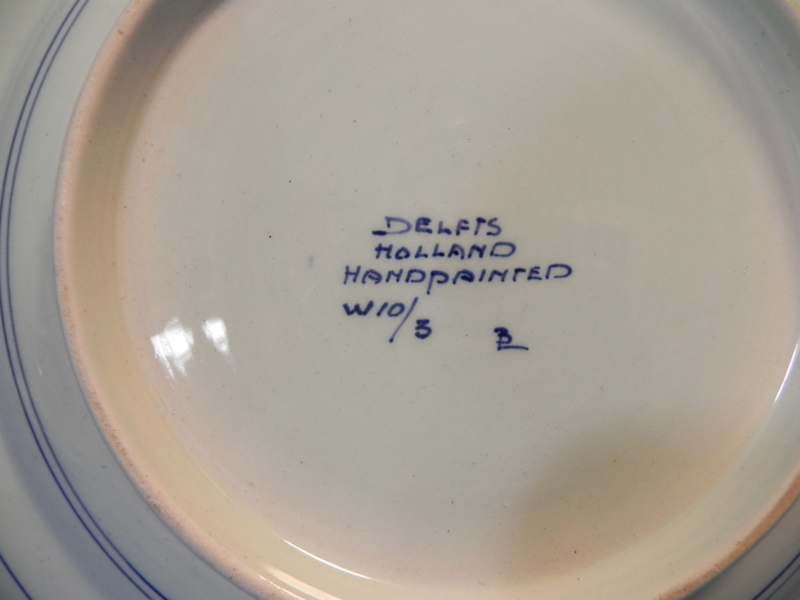 DELFTS
HOLLAND
HANDPAINTED
W10/3 B